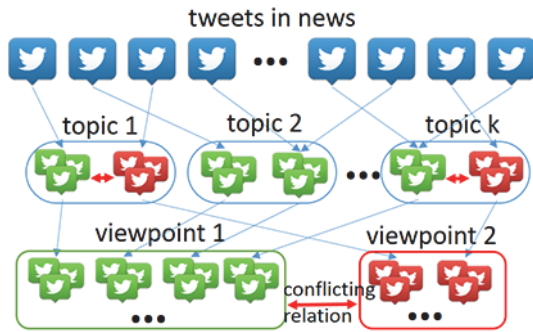 tweets in news
topic 1
topic 2
topic k
viewpoint 1
viewpoint 2
conflicting
relation